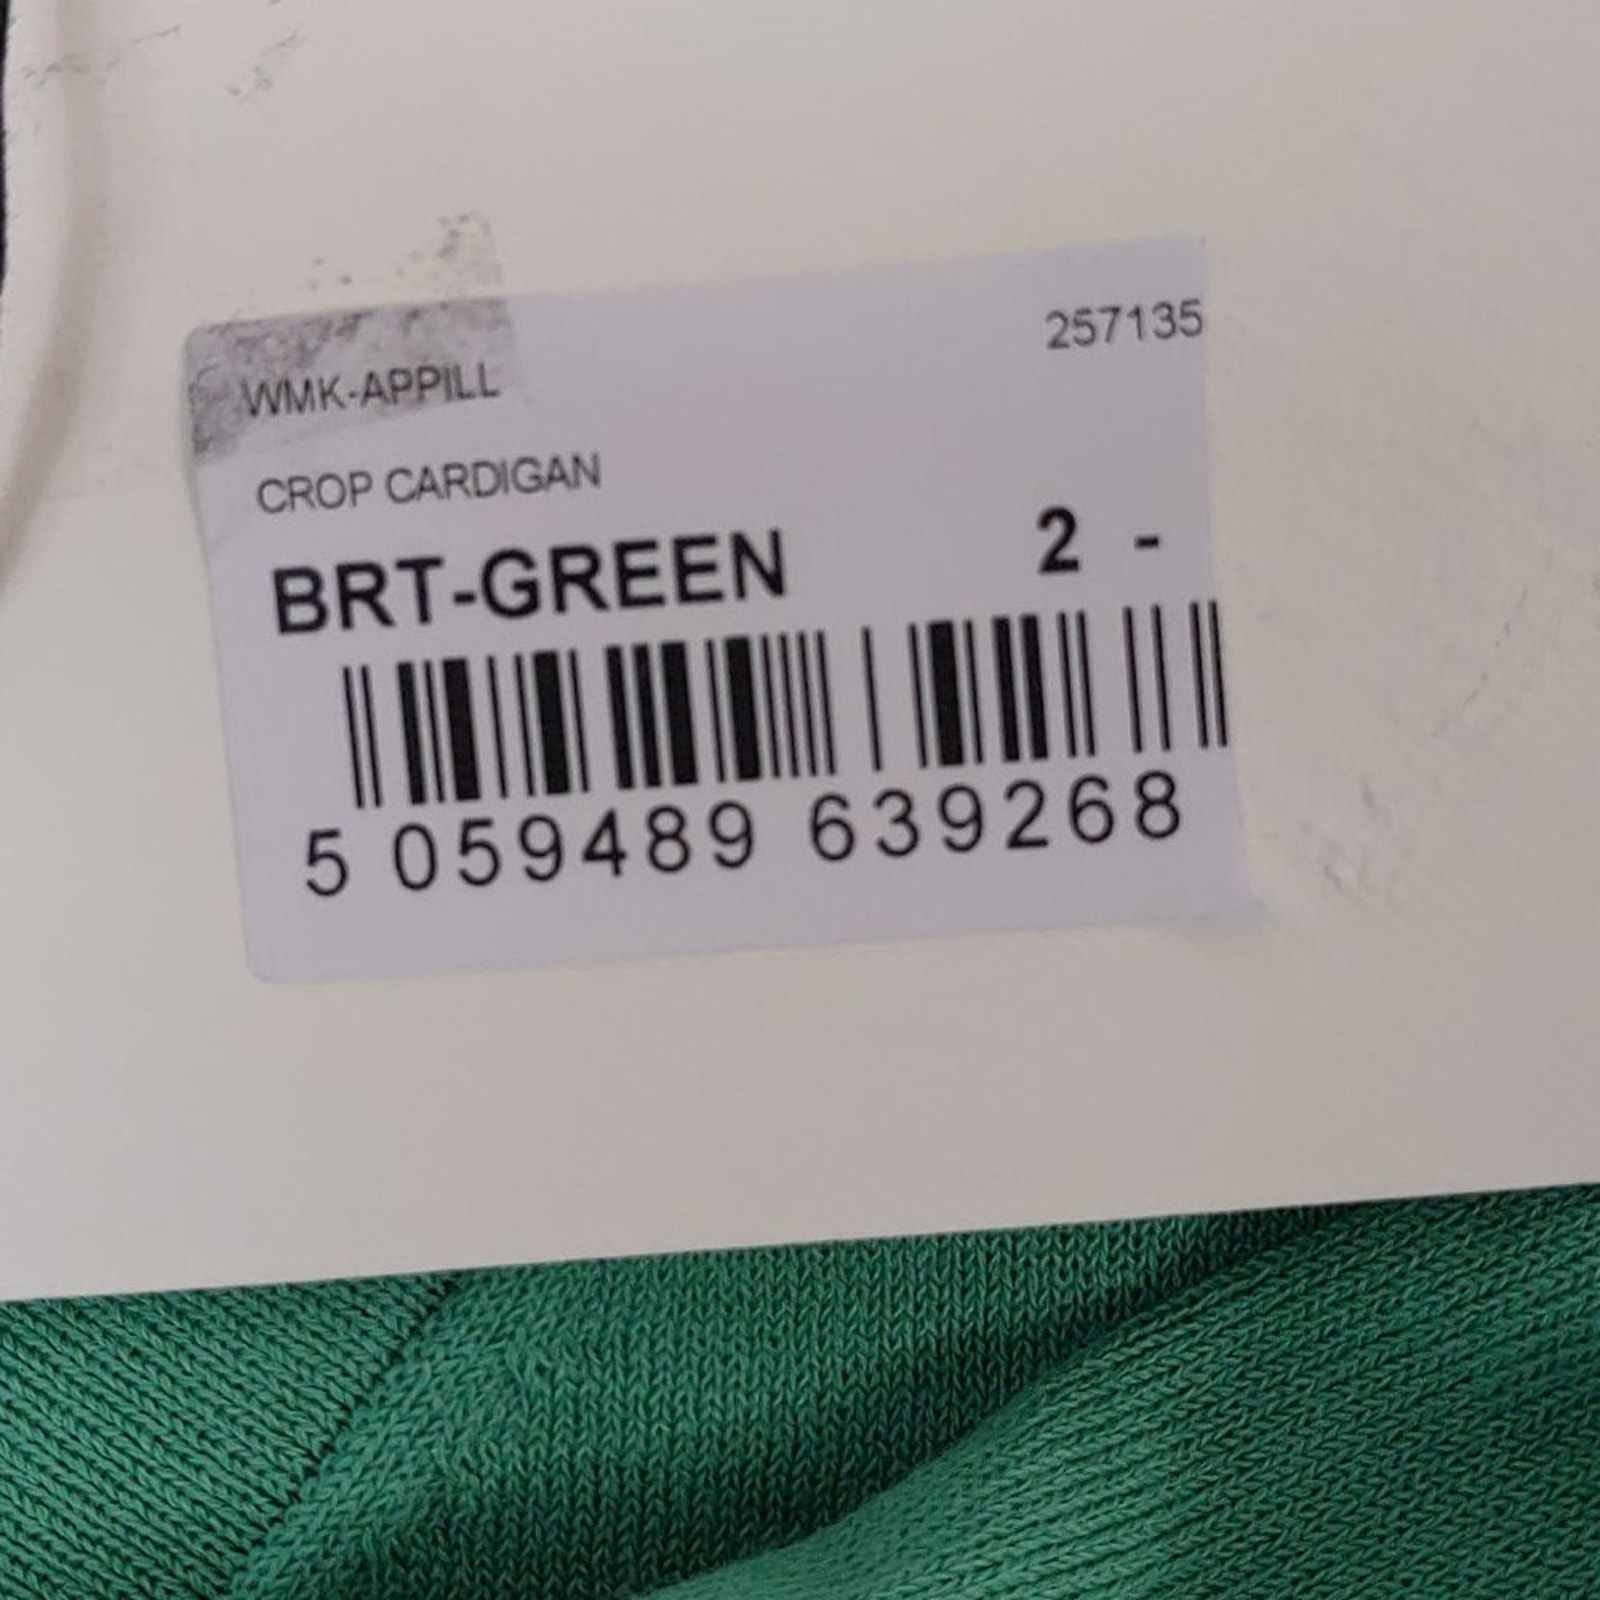 257135
WMK-APPILL
CROP CARDIGAN
BRT-GREEN 2 -
5 059489 639268